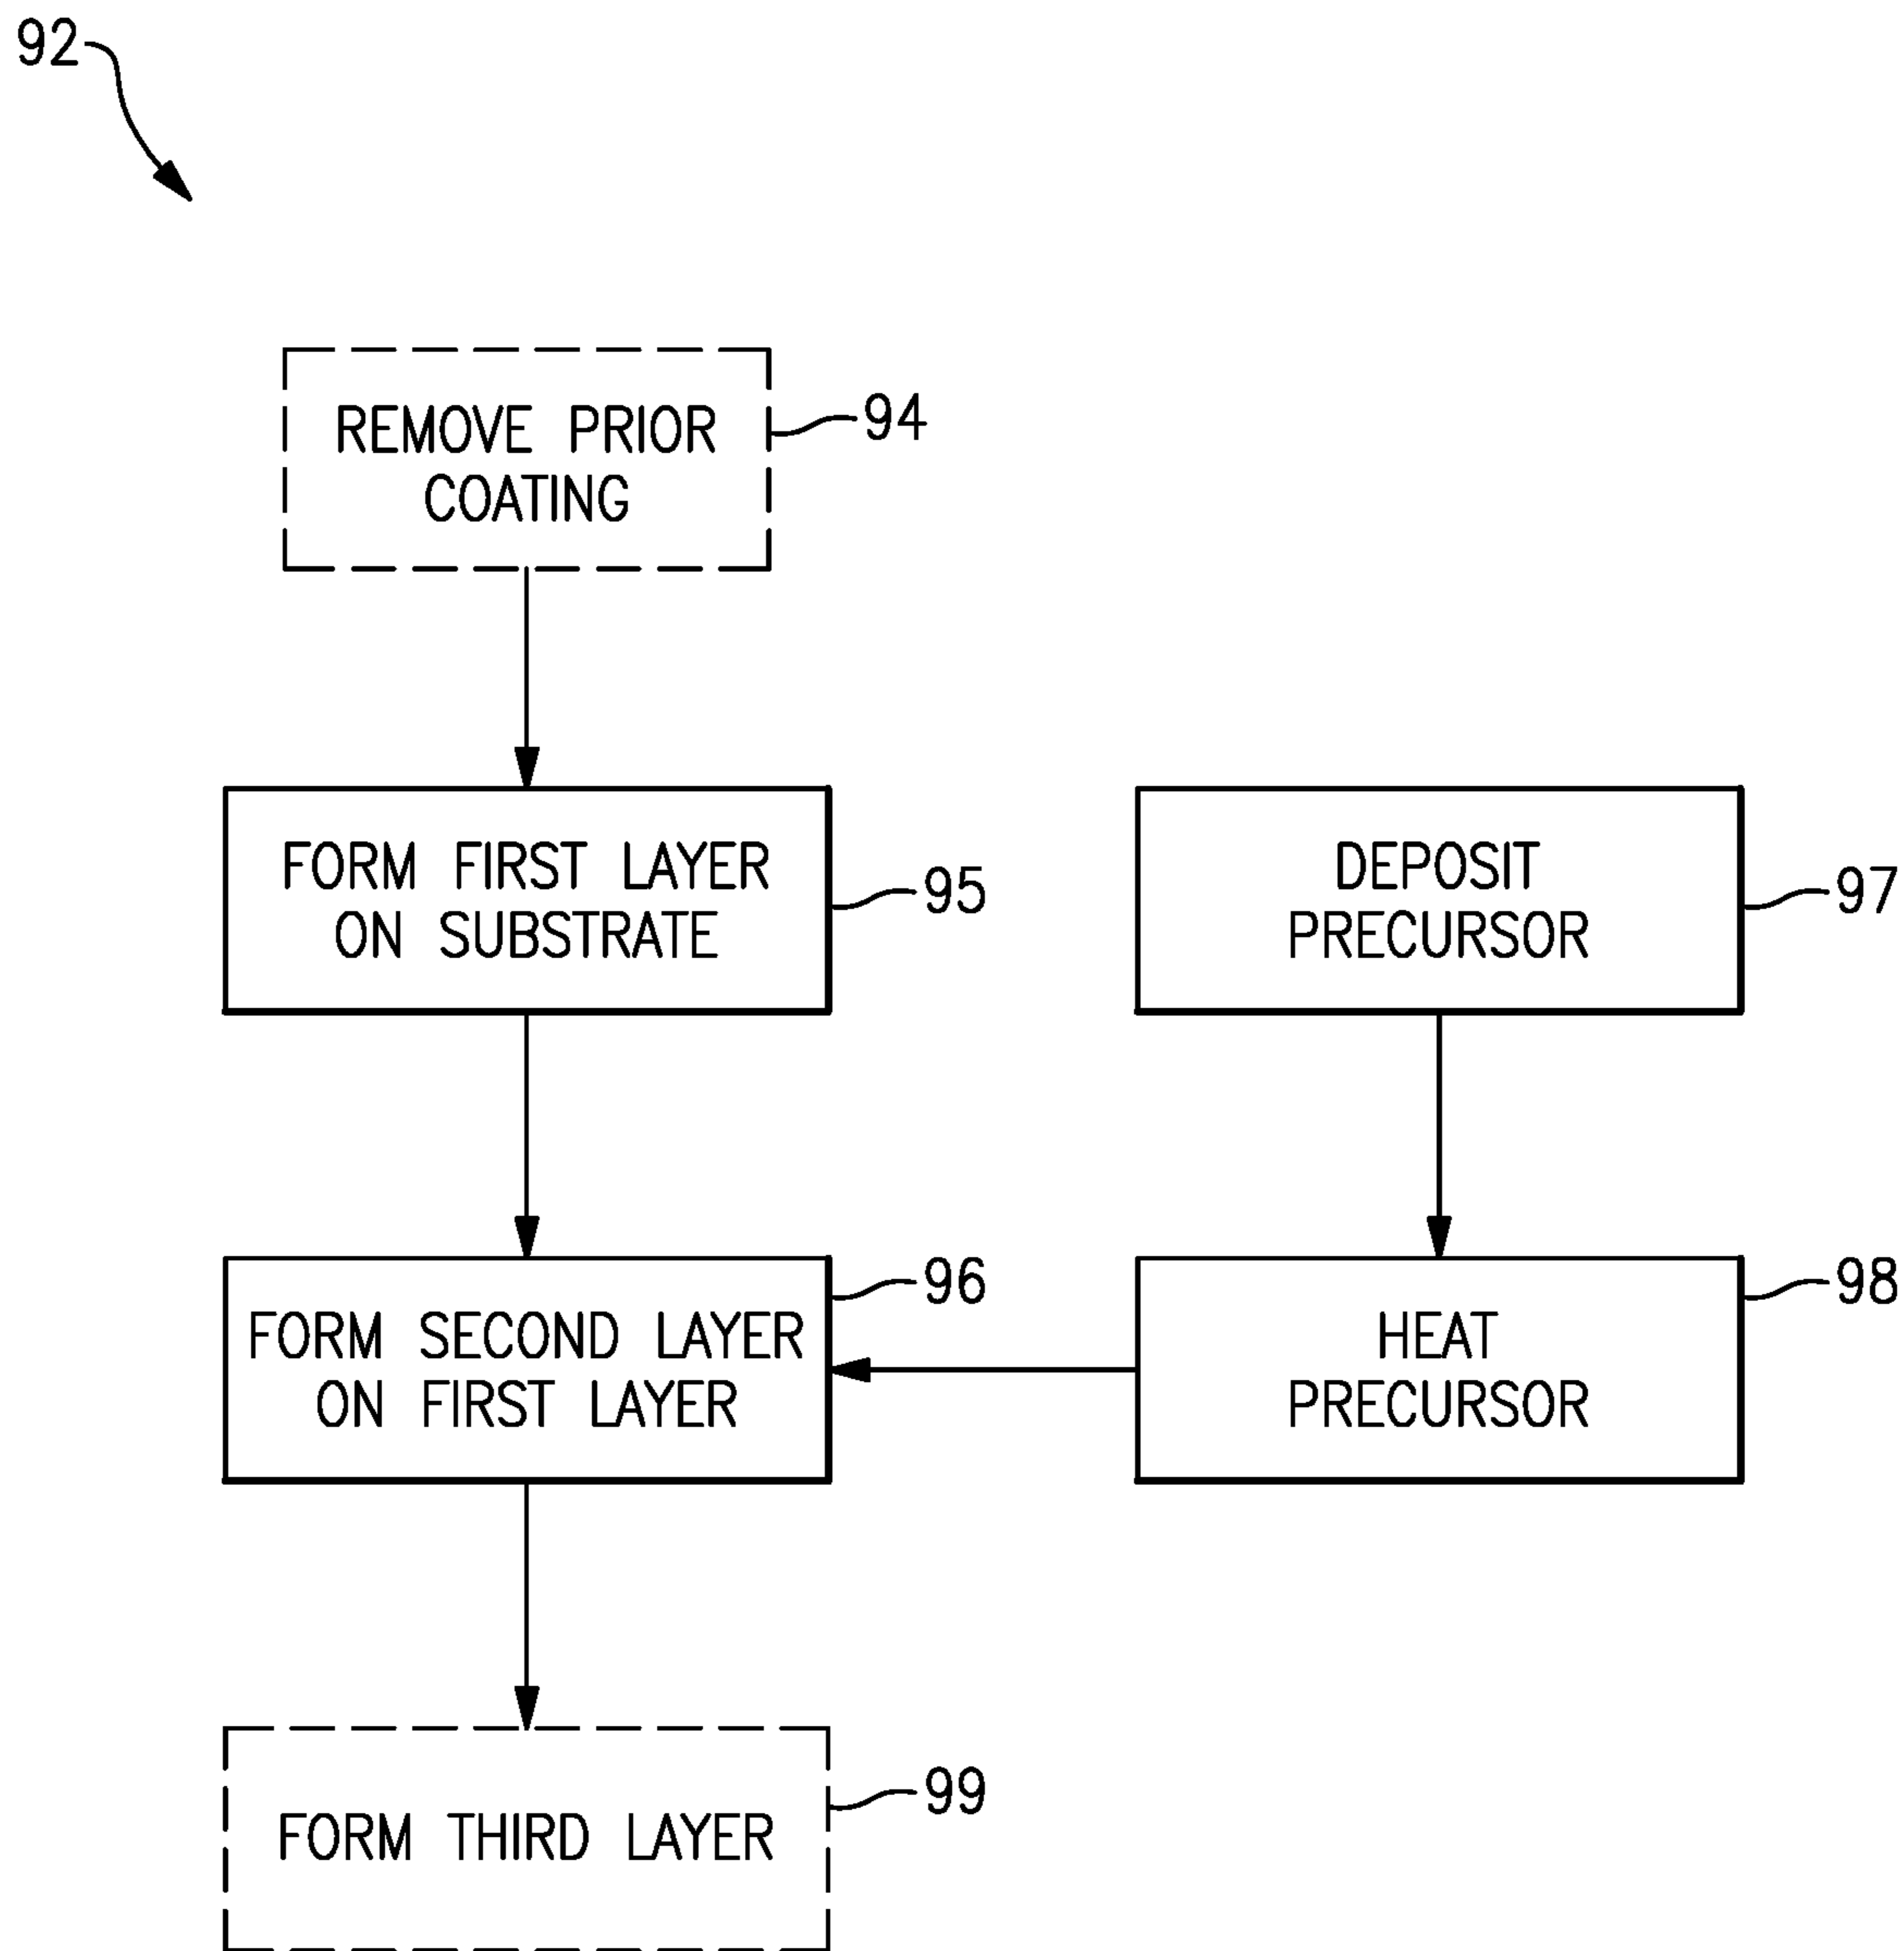 92
REMOVE PRIOR
COATING
94
FORM FIRST LAYER
ON SUBSTRATE
95
DEPOSIT
PRECURSOR
97
FORM SECOND LAYER
ON FIRST LAYER
96
HEAT
PRECURSOR
98
FORM THIRD LAYER
99